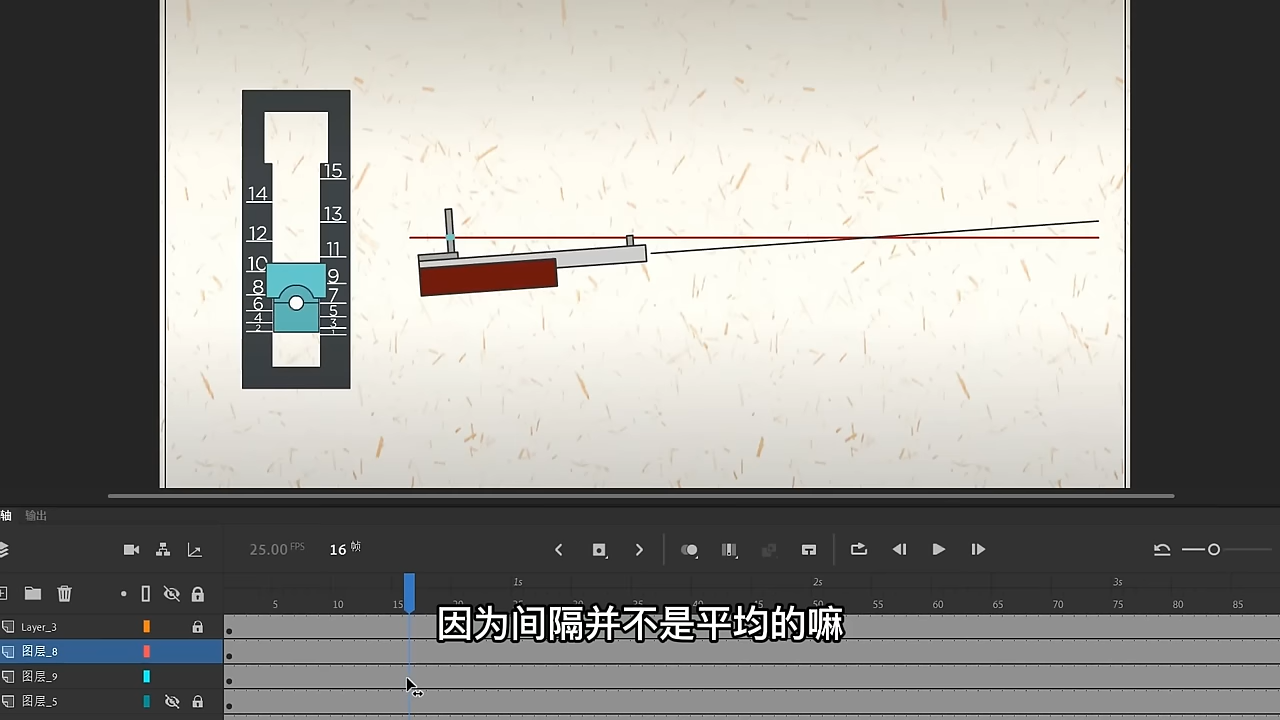 15
14
13
12
11
10
9
8
7
6
5
4
3
2
1
轴 输出
25.00 FPS 16 帧
1s 2s 3s
5 10 15 20 25 30 35 40 45 50 55 60 65 70 75 80 85
因为间隔并不是平均的嘛
Layer_3
图层_8
图层_9
图层_5